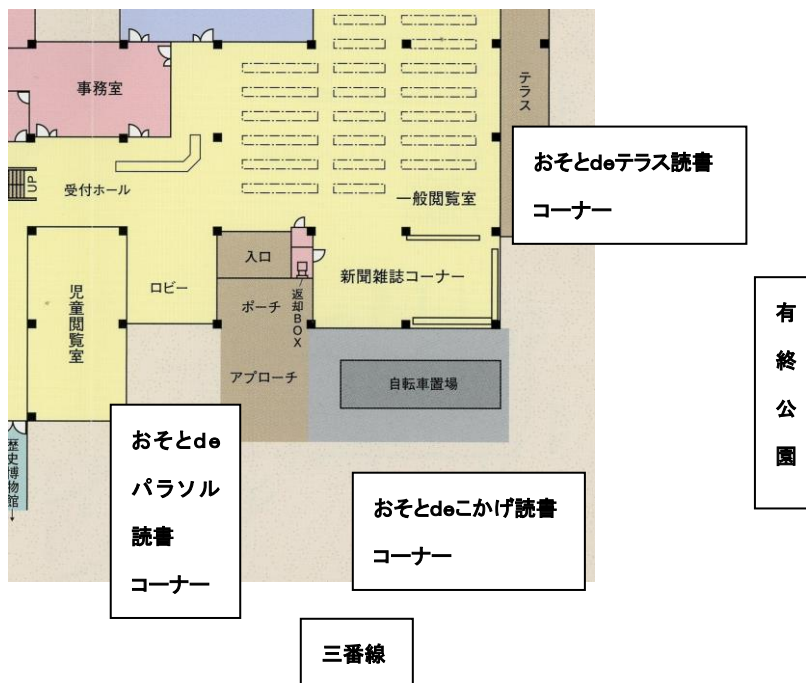 事務室
テラス
おそとdeテラス読書
コーナー
UP
受付ホール
一般閲覧室
入口
新聞雑誌コーナー
ロビー
児童閲覧室
ポーチ
返却BOX
有終公園
アプローチ
自転車置場
おそとde
パラソル
読書
コーナー
歴史博物館
おそとdeこかげ読書
コーナー
三番線